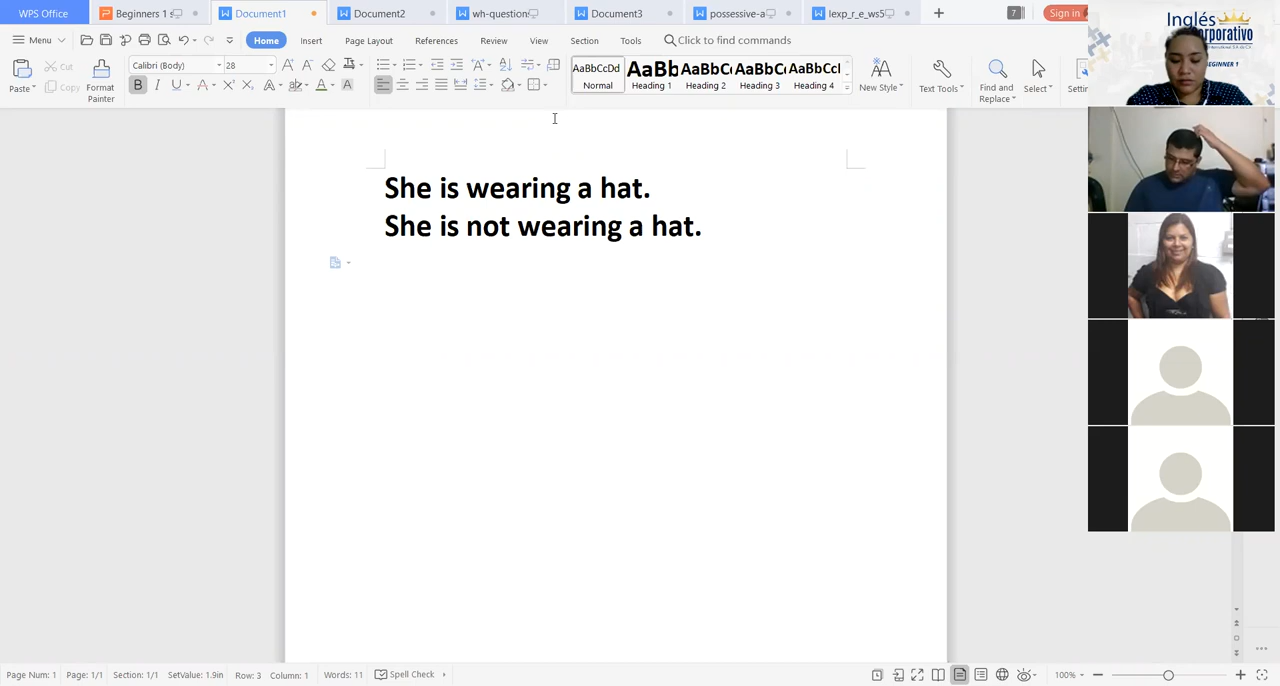 WPS Office
Beginners 1
Document1
Document2
wh-question
Document3
possessive-a
lexp_r_e_ws5
7
Sign in
Menu
Home
Insert
Page Layout
References
Review
View
Section
Tools
Click to find commands
Paste
Cut
Copy
Format
Painter
Calibri (Body)
28
AaBbCcDd
Normal
AaBb
Heading 1
AaBbC
Heading 2
AaBbC
Heading 3
AaBbCcI
Heading 4
New Style
Text Tools
Find and
Replace
Select
Inglés
Corporativo
BEGINNER 1
She is wearing a hat.
She is not wearing a hat.
Page Num: 1
Page: 1/1
Section: 1/1
SetValue: 1.9in
Row: 3
Column: 1
Words: 11
Spell Check
100%